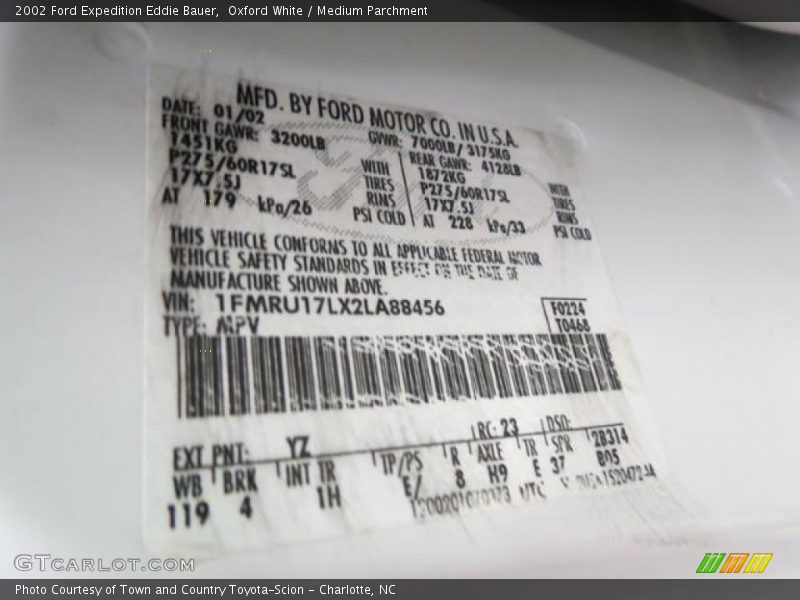 2002 Ford Expedition Eddie Bauer, Oxford White / Medium Parchment
MFD. BY FORD MOTOR CO. IN U.S.A.
DATE: 01/02 GVWR: 7000LB/ 3175KG
FRONT GAWR: 3200LB REAR GAWR: 4128LB
1451KG WITH 1872KG WITH
P275/60R17SL TIRES P275/60R17SL TIRES
17X7.5J RIMS 17X7.5J RIMS
AT 179 kPa/26 PSI COLD AT 228 kPa/33 PSI COLD
THIS VEHICLE CONFORMS TO ALL APPLICABLE FEDERAL MOTOR
VEHICLE SAFETY STANDARDS IN EFFECT ON THE DATE OF
MANUFACTURE SHOWN ABOVE.
VIN: 1FMRU17LX2LA88456 F0224
TYPE: MPV T0468
EXT PNT: YZ RC: 23 DSO:
WB BRK INT TR TP/PS R AXLE TR SPR 2B314
119 4 1H E/ 8 H9 E 37 805
UTC
GTCARLOT.COM
Photo Courtesy of Town and Country Toyota-Scion - Charlotte, NC